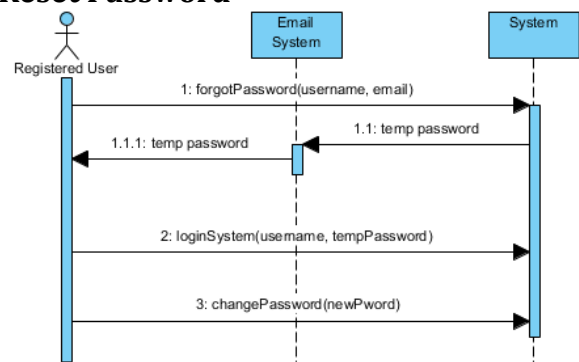 Reset Password
Email
System
System
Registered User
1: forgotPassword(username, email)
1.1: temp password
1.1.1: temp password
2: loginSystem(username, tempPassword)
3: changePassword(newPword)